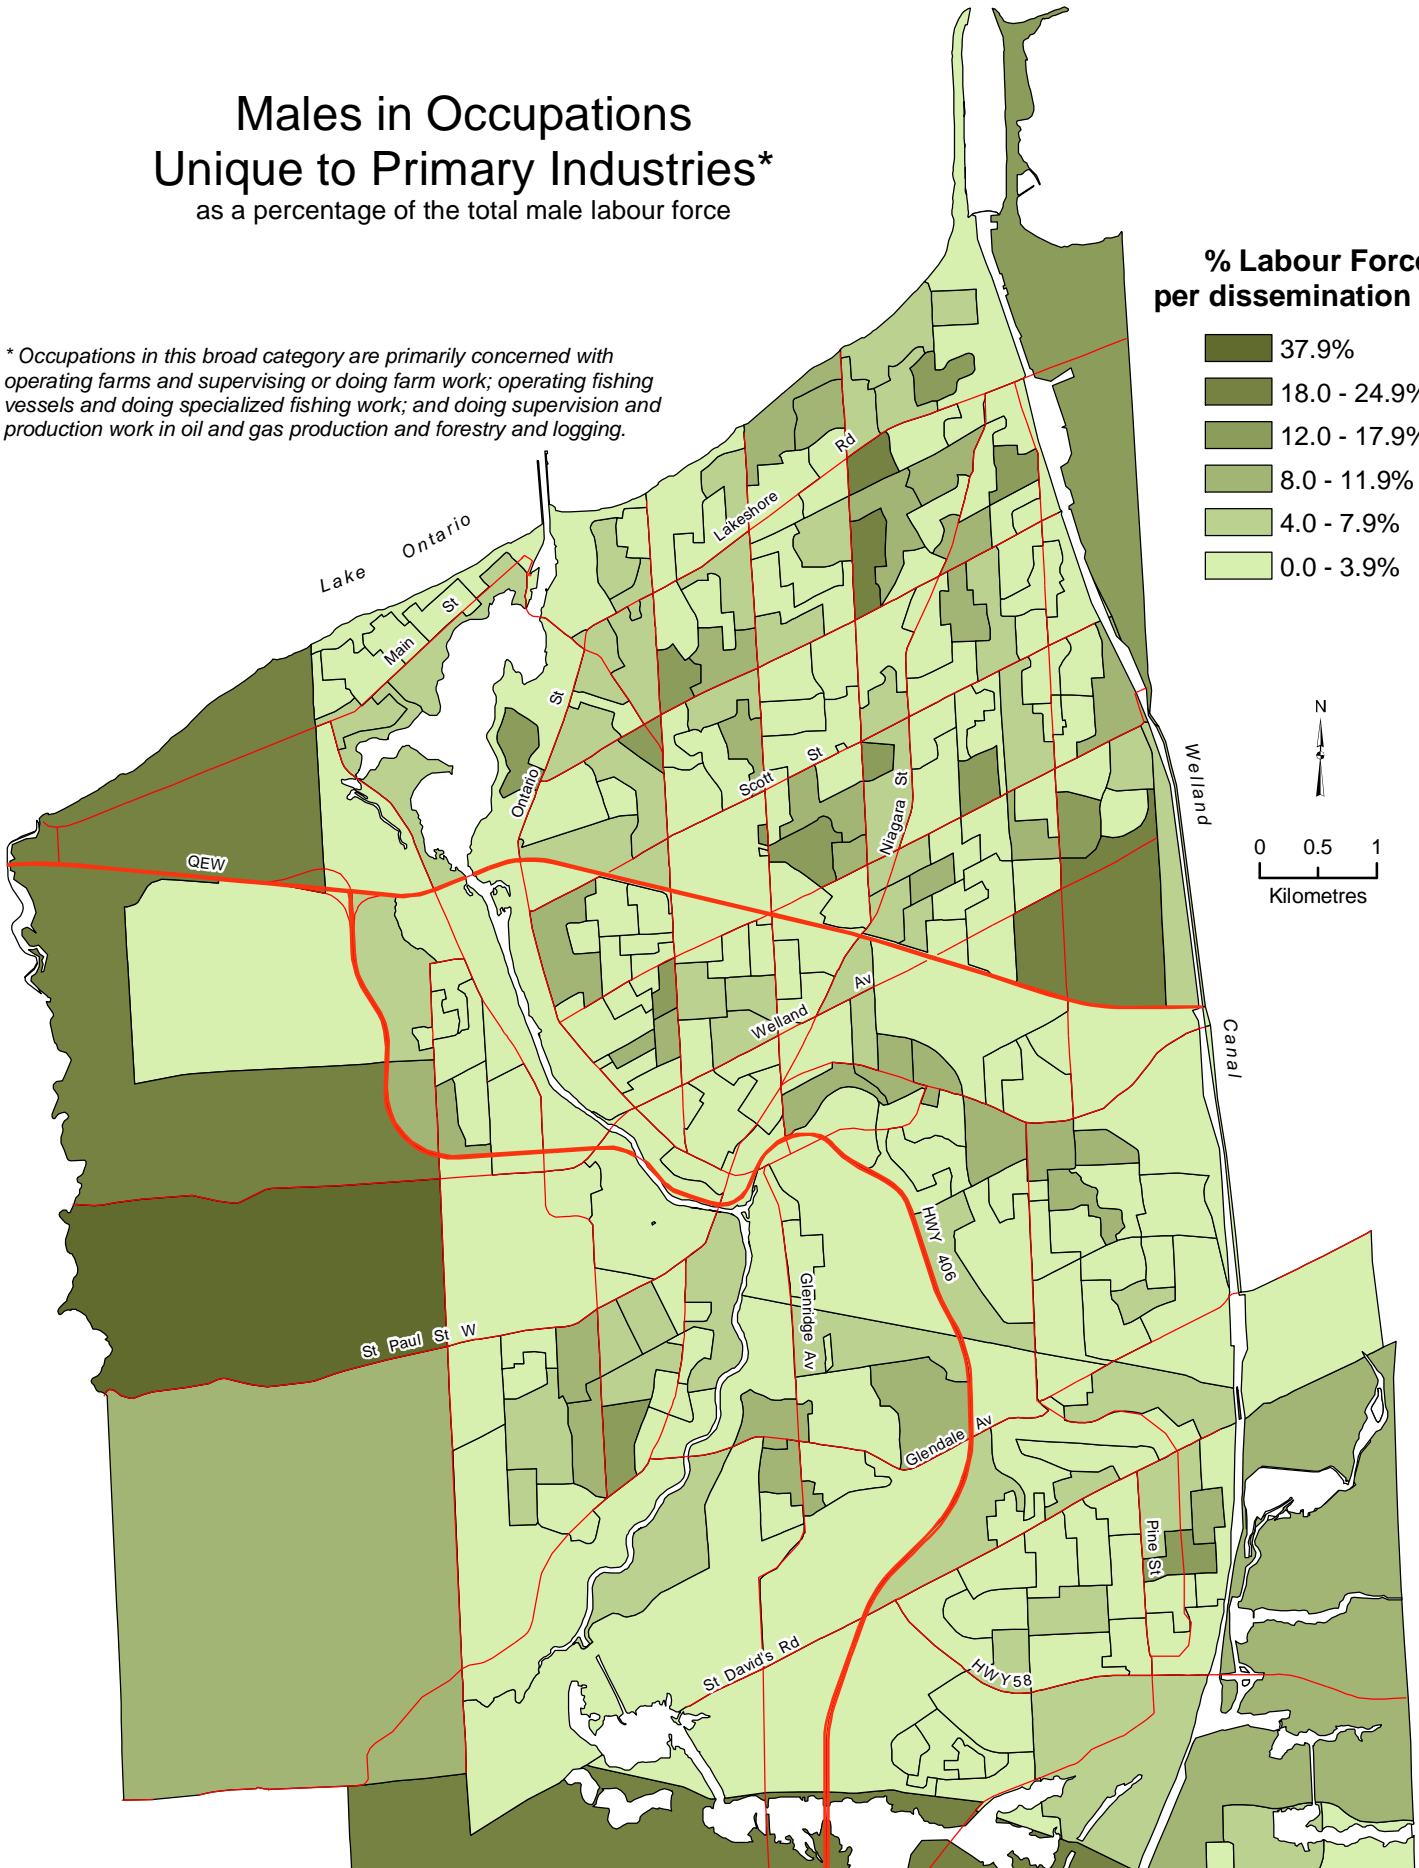 Males in Occupations
Unique to Primary Industries*
as a percentage of the total male labour force
% Labour Force
per dissemination
37.9%
18.0 - 24.9%
12.0 - 17.9%
8.0 - 11.9%
4.0 - 7.9%
0.0 - 3.9%
* Occupations in this broad category are primarily concerned with
operating farms and supervising or doing farm work; operating fishing
vessels and doing specialized fishing work; and doing supervision and
production work in oil and gas production and forestry and logging.
Lake Ontario
Lakeshore Rd
Main St
Ontario St
Scott St
Niagara St
N
0 0.5 1
Kilometres
Welland Canal
QEW
Welland Av
HWY 406
Glenridge Av
St Paul St W
Glendale Av
Pine St
St David's Rd
HWY58